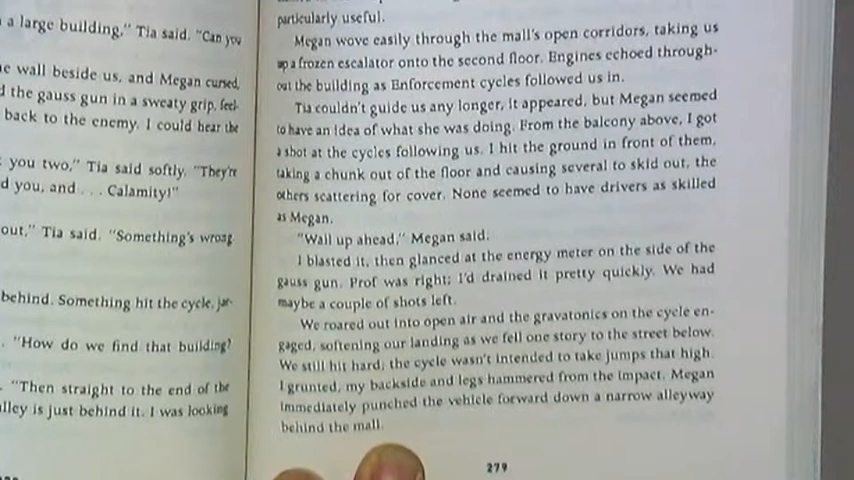 a large building," Tia said. "Can you
wall beside us, and Megan cursed,
the gauss gun in a sweaty grip, feel-
back to the enemy. I could hear the
you two," Tia said softly. "They're
d you, and . . . Calamity!"
out," Tia said. "Something's wrong
behind. Something hit the cycle, jar-
. "How do we find that building?
. "Then straight to the end of the
alley is just behind it. I was looking
particularly useful.
Megan wove easily through the mall's open corridors, taking us
up a frozen escalator onto the second floor. Engines echoed through-
out the building as Enforcement cycles followed us in.
Tia couldn't guide us any longer, it appeared, but Megan seemed
to have an idea of what she was doing. From the balcony above, I got
a shot at the cycles following us. I hit the ground in front of them,
taking a chunk out of the floor and causing several to skid out, the
others scattering for cover. None seemed to have drivers as skilled
as Megan.
"Wall up ahead," Megan said.
I blasted it, then glanced at the energy meter on the side of the
gauss gun. Prof was right; I'd drained it pretty quickly. We had
maybe a couple of shots left.
We roared out into open air and the gravatonics on the cycle en-
gaged, softening our landing as we fell one story to the street below.
We still hit hard; the cycle wasn't intended to take jumps that high.
I grunted, my backside and legs hammered from the impact. Megan
immediately punched the vehicle forward down a narrow alleyway
behind the mall.
279